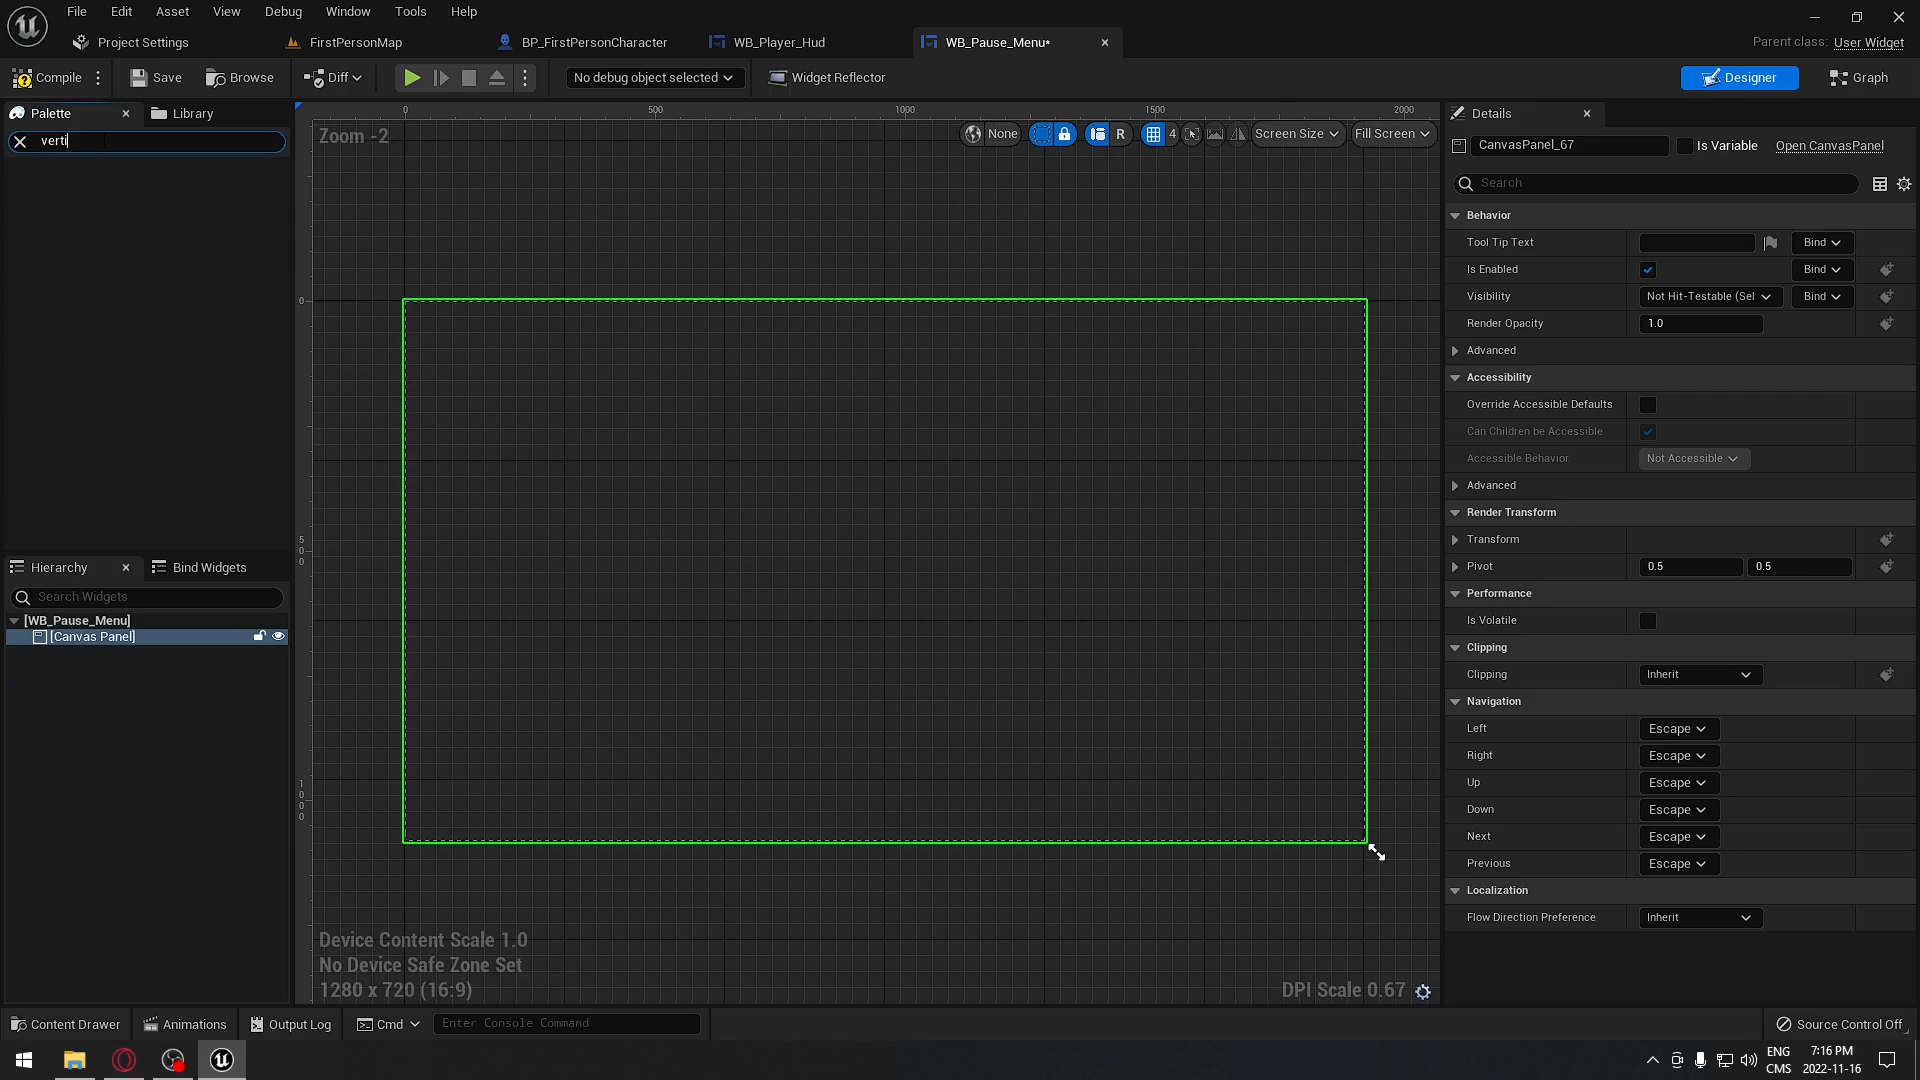 File Edit Asset View Debug Window Tools Help
Project Settings FirstPersonMap BP_FirstPersonCharacter WB_Player_Hud WB_Pause_Menu*
Parent class: User Widget
Compile Save Browse Diff No debug object selected Widget Reflector Designer Graph
Palette Library
verti
0 500 1000 1500 2000
Zoom -2
None R 4 Screen Size Fill Screen
0
5
0
0
1
0
0
0
Device Content Scale 1.0
No Device Safe Zone Set
1280 x 720 (16:9)
DPI Scale 0.67
Hierarchy Bind Widgets
Search Widgets
[WB_Pause_Menu]
[Canvas Panel]
Details
CanvasPanel_67 Is Variable Open CanvasPanel
Search
Behavior
Tool Tip Text Bind
Is Enabled Bind
Visibility Not Hit-Testable (Sel Bind
Render Opacity 1.0
Advanced
Accessibility
Override Accessible Defaults
Can Children be Accessible
Accessible Behavior Not Accessible
Advanced
Render Transform
Transform
Pivot 0.5 0.5
Performance
Is Volatile
Clipping
Clipping Inherit
Navigation
Left Escape
Right Escape
Up Escape
Down Escape
Next Escape
Previous Escape
Localization
Flow Direction Preference Inherit
Content Drawer Animations Output Log Cmd Enter Console Command Source Control Off
ENG
CMS
7:16 PM
2022-11-16